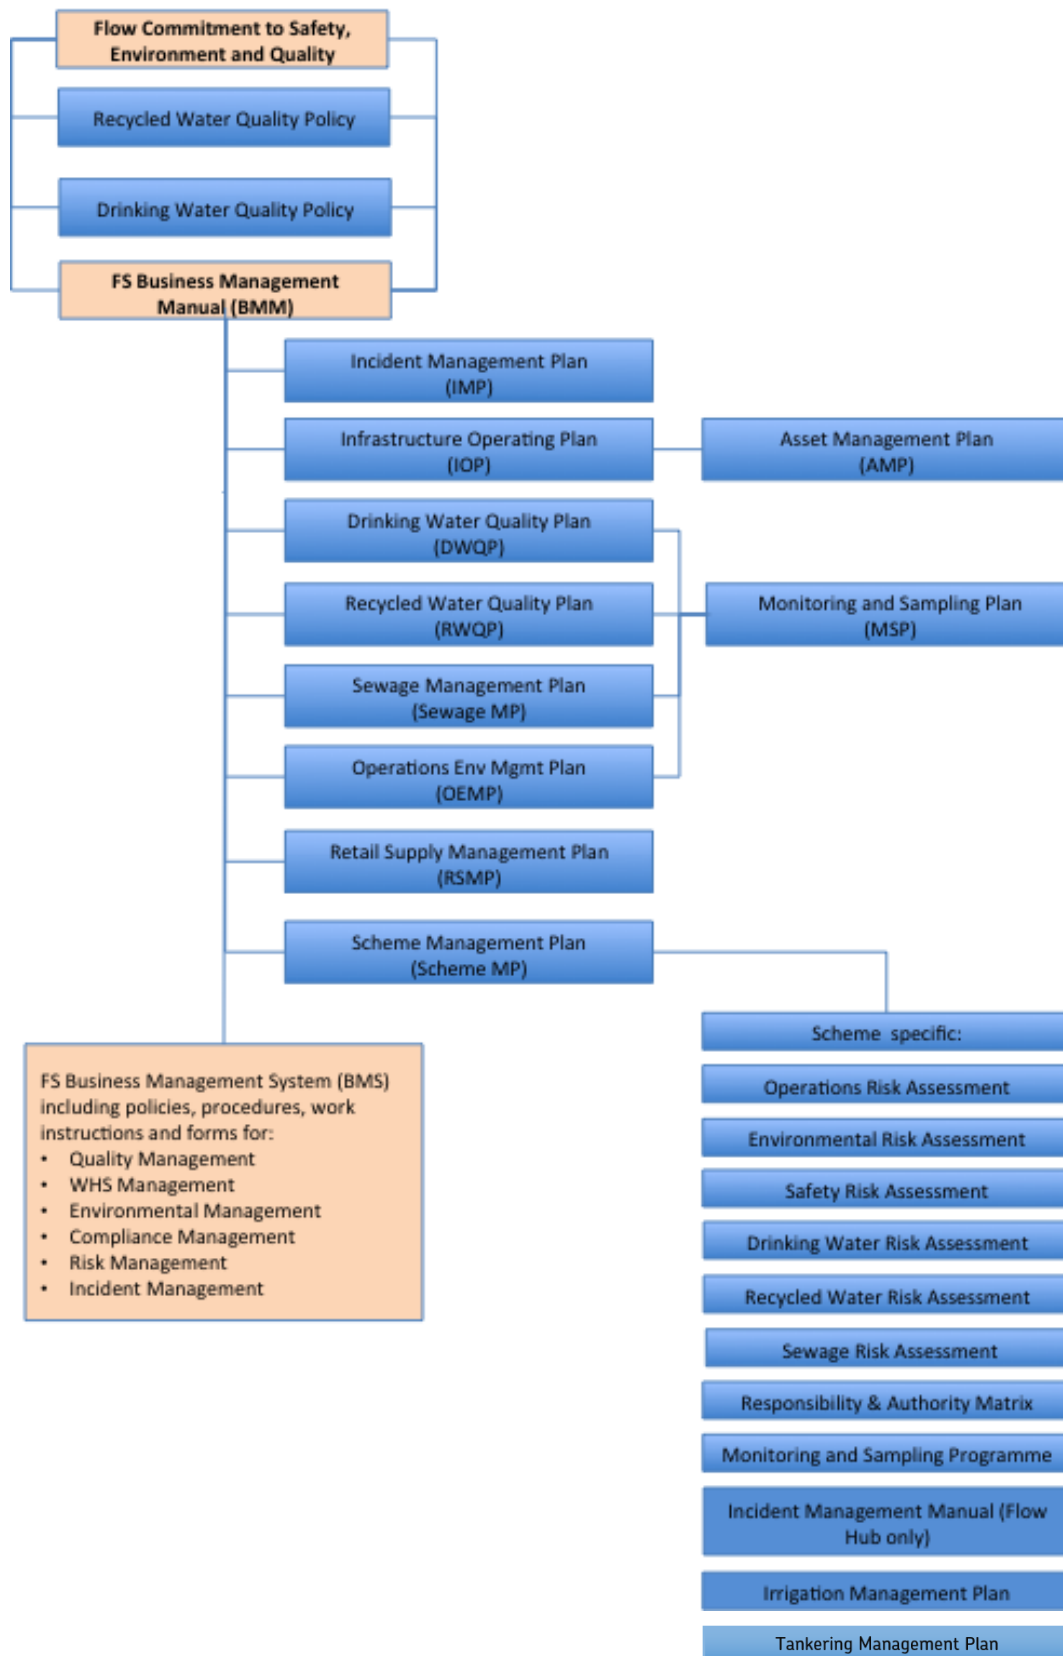 Flow Commitment to Safety,
Environment and Quality
Recycled Water Quality Policy
Drinking Water Quality Policy
FS Business Management
Manual (BMM)
Incident Management Plan
(IMP)
Infrastructure Operating Plan
(IOP)
Asset Management Plan
(AMP)
Drinking Water Quality Plan
(DWQP)
Recycled Water Quality Plan
(RWQP)
Monitoring and Sampling Plan
(MSP)
Sewage Management Plan
(Sewage MP)
Operations Env Mgmt Plan
(OEMP)
Retail Supply Management Plan
(RSMP)
Scheme Management Plan
(Scheme MP)
FS Business Management System (BMS)
including policies, procedures, work
instructions and forms for:
• Quality Management
• WHS Management
• Environmental Management
• Compliance Management
• Risk Management
• Incident Management
Scheme specific:
Operations Risk Assessment
Environmental Risk Assessment
Safety Risk Assessment
Drinking Water Risk Assessment
Recycled Water Risk Assessment
Sewage Risk Assessment
Responsibility & Authority Matrix
Monitoring and Sampling Programme
Incident Management Manual (Flow
Hub only)
Irrigation Management Plan
Tankering Management Plan